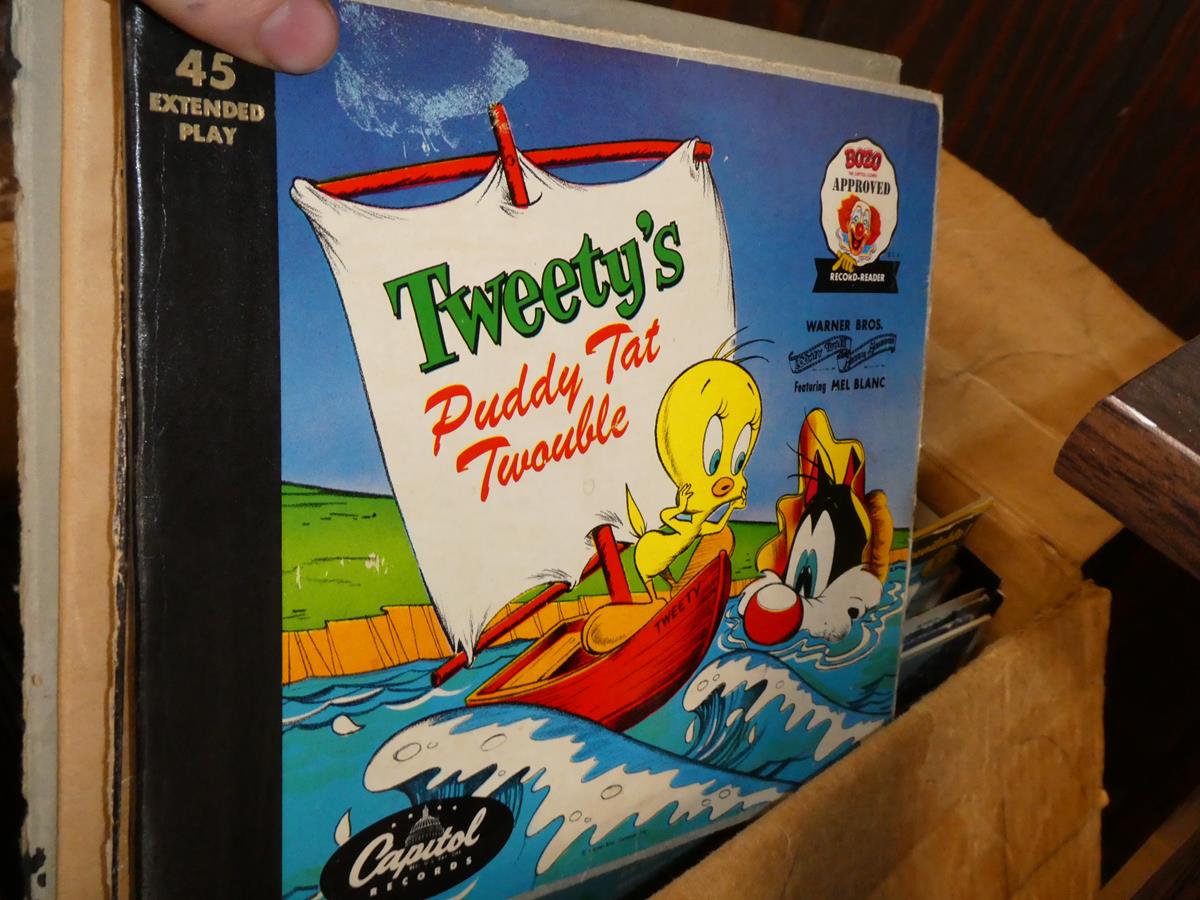 45
EXTENDED
PLAY
Tweety's
Puddy Tat
Twouble
BOZO
APPROVED
RECORD-READER
WARNER BROS.
Featuring MEL BLANC
TWEETY
Capitol
RECORDS